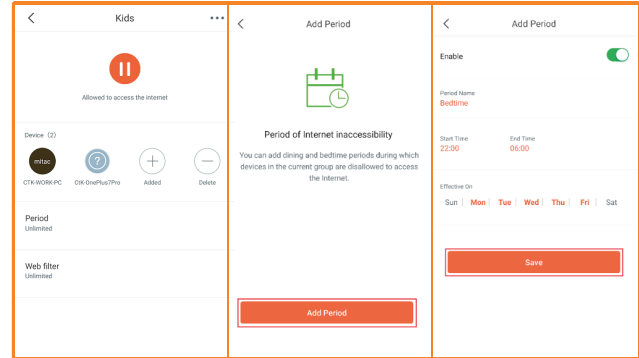 Kids
Allowed to access the internet
Device (2)
mitac
?
CTK-WORK-PC
CtK-OnePlus7Pro
Added
Delete
Period
Unlimited
Web filter
Unlimited
Add Period
Period of Internet inaccessibility
You can add dining and bedtime periods during which
devices in the current group are disallowed to access
the Internet.
Add Period
Add Period
Enable
Period Name
Bedtime
Start Time End Time
22:00 06:00
Effective On
Sun Mon Tue Wed Thu Fri Sat
Save